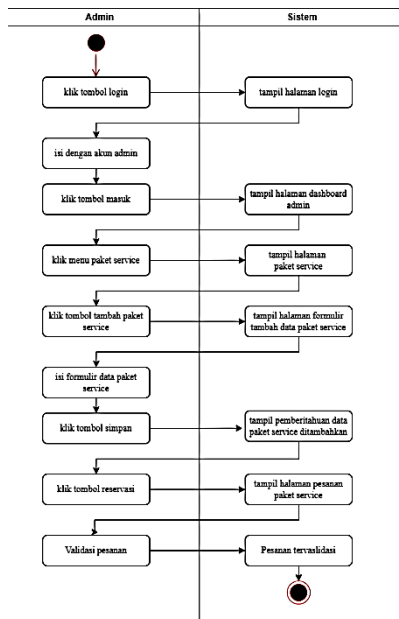 Admin
Sistem
klik tombol login
tampil halaman login
isi dengan akun admin
klik tombol masuk
tampil halaman dashboard
admin
klik menu paket service
tampil halaman
paket service
klik tombol tambah paket
service
tampil halaman formulir
tambah data paket service
isi formulir data paket
service
klik tombol simpan
tampil pemberitahuan data
paket service ditambahkan
klik tombol reservasi
tampil halaman pesanan
paket service
Validasi pesanan
Pesanan tervaslidasi